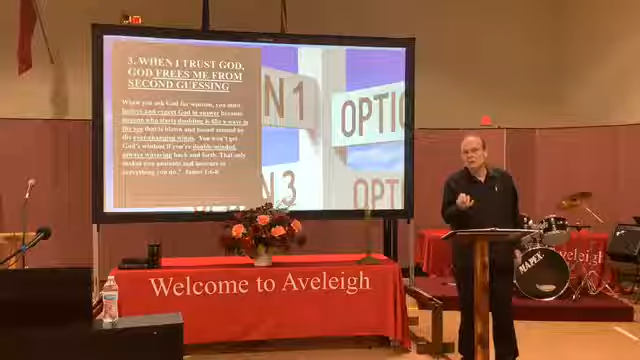 3. WHEN I TRUST GOD,
GOD FREES ME FROM
SECOND GUESSING
When you ask God for wisdom, you must
believe and expect God to answer because
anyone who starts doubting is like a wave in
the sea that is blown and tossed around by
the ever-changing winds. You won't get
God's wisdom if you're double-minded,
always wavering back and forth. That only
makes you unstable and insecure in
everything you do." James 1:6-8
N 1
OPTIO
N 3
OPT
Welcome to Aveleigh
MAPEX
Aveleigh